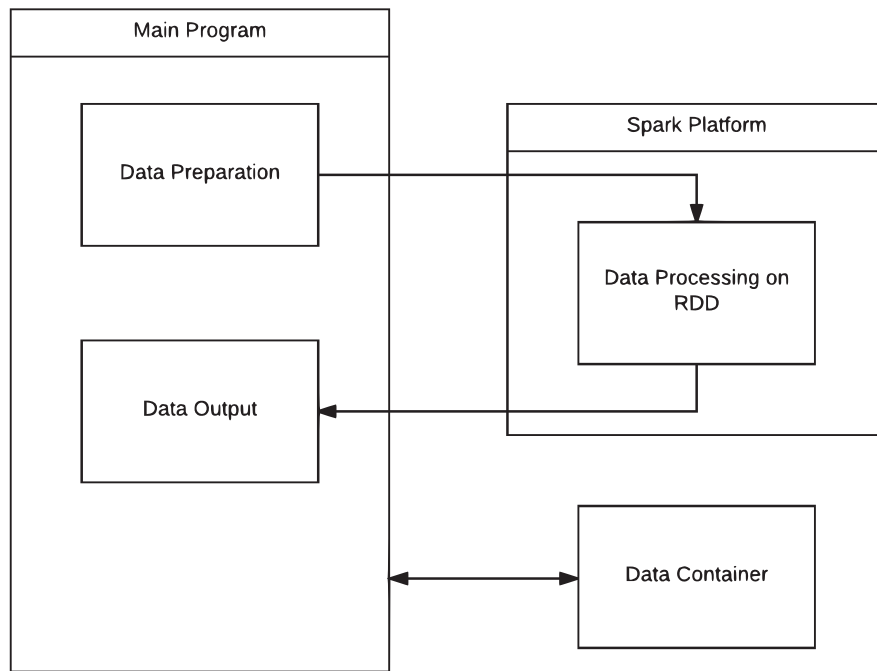 Main Program
Data Preparation
Spark Platform
Data Processing on
RDD
Data Output
Data Container